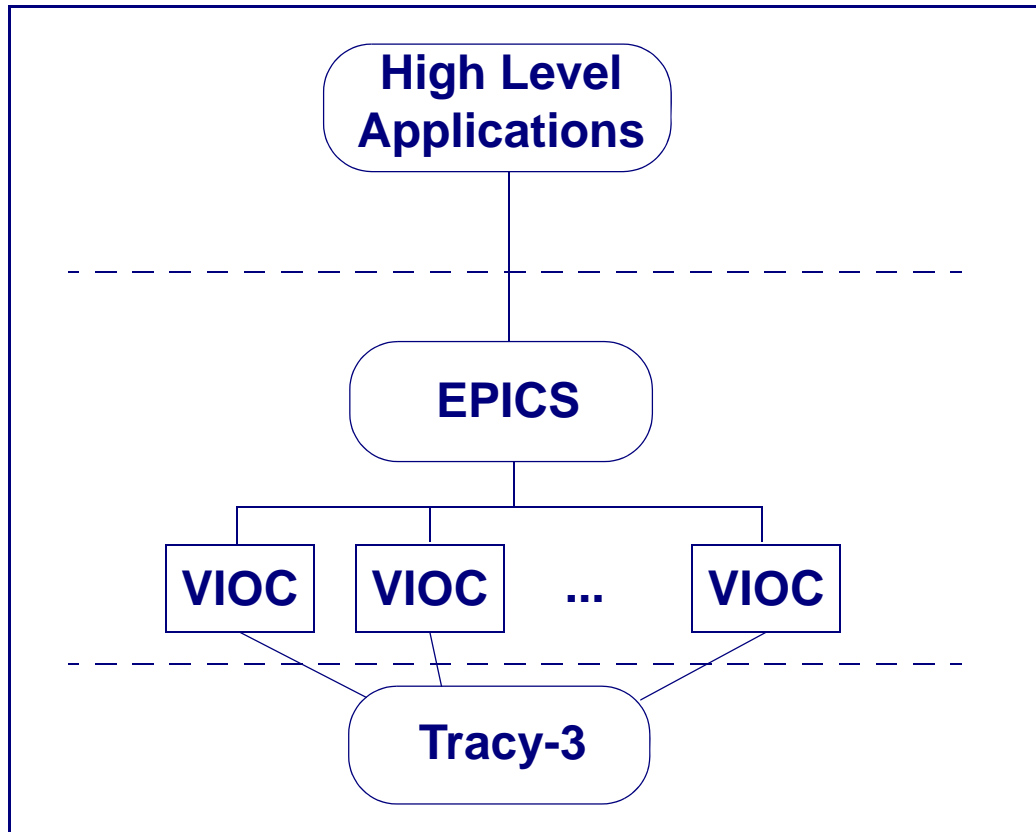 High Level
Applications
EPICS
VIOC VIOC ... VIOC
Tracy-3